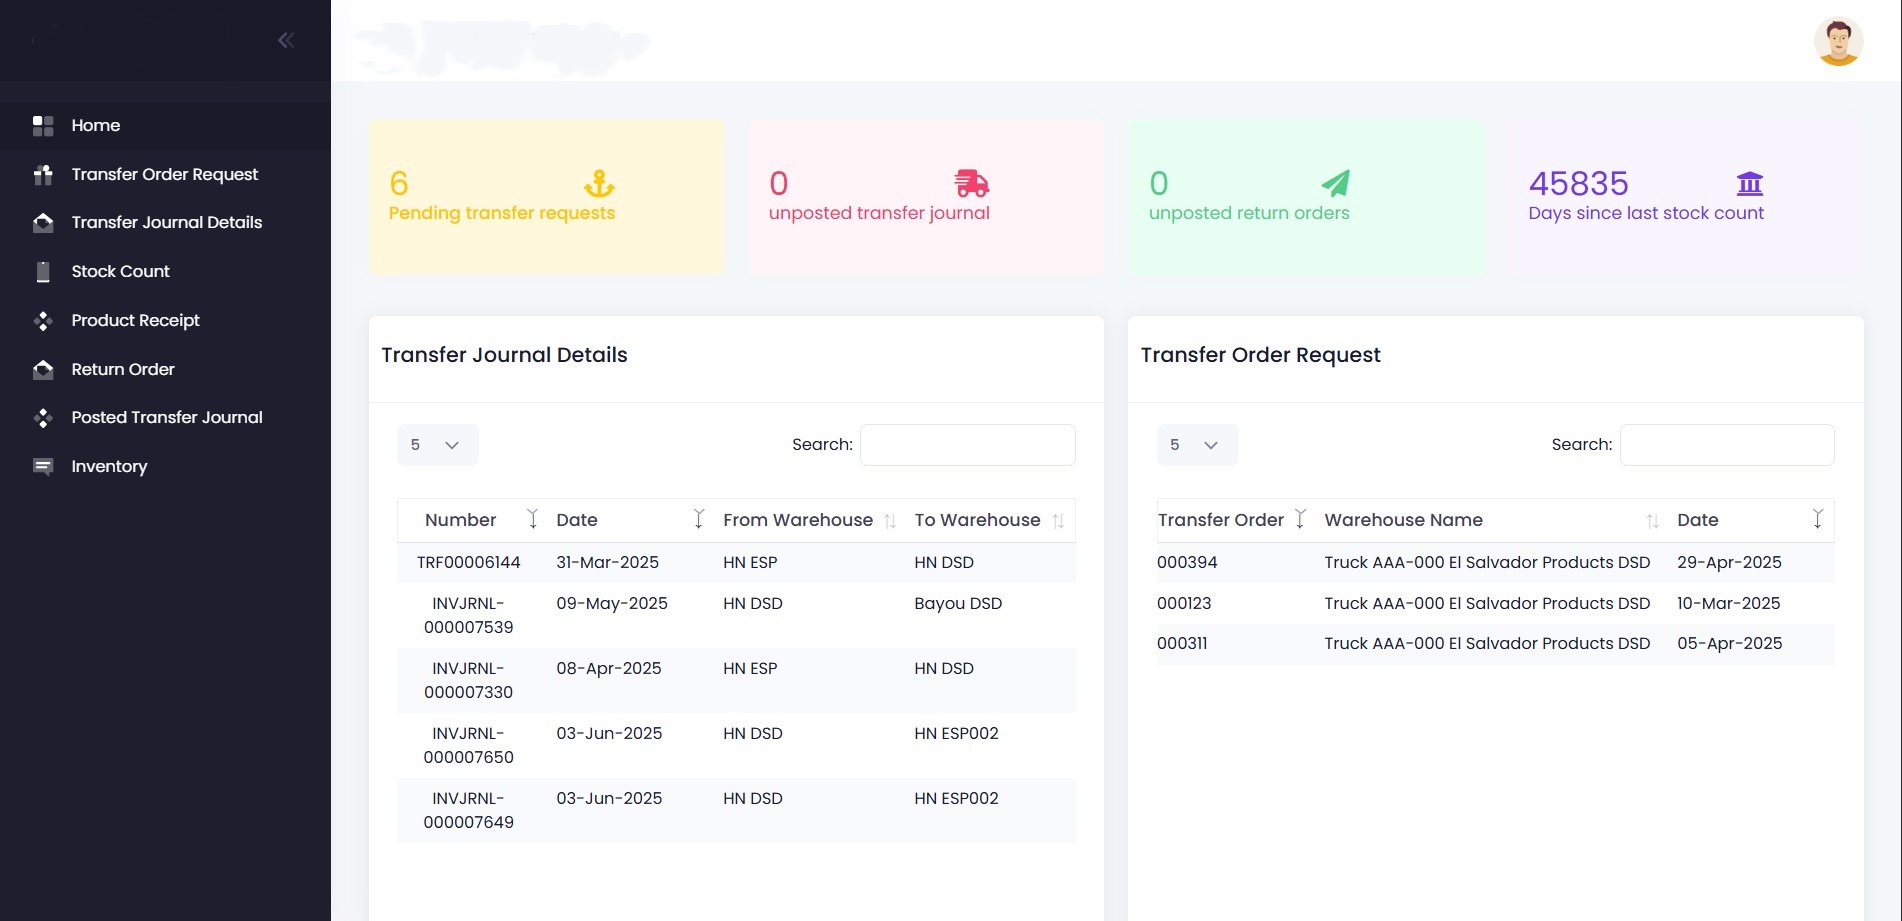 Home
Transfer Order Request
Transfer Journal Details
Stock Count
Product Receipt
Return Order
Posted Transfer Journal
Inventory
6
Pending transfer requests
0
unposted transfer journal
0
unposted return orders
45835
Days since last stock count
Transfer Journal Details
5
Search:
Number Date From Warehouse To Warehouse
TRF00006144 31-Mar-2025 HN ESP HN DSD
INVJRNL- 09-May-2025 HN DSD Bayou DSD
000007539
INVJRNL- 08-Apr-2025 HN ESP HN DSD
000007330
INVJRNL- 03-Jun-2025 HN DSD HN ESP002
000007650
INVJRNL- 03-Jun-2025 HN DSD HN ESP002
000007649
Transfer Order Request
5
Search:
Transfer Order Warehouse Name Date
000394 Truck AAA-000 El Salvador Products DSD 29-Apr-2025
000123 Truck AAA-000 El Salvador Products DSD 10-Mar-2025
000311 Truck AAA-000 El Salvador Products DSD 05-Apr-2025